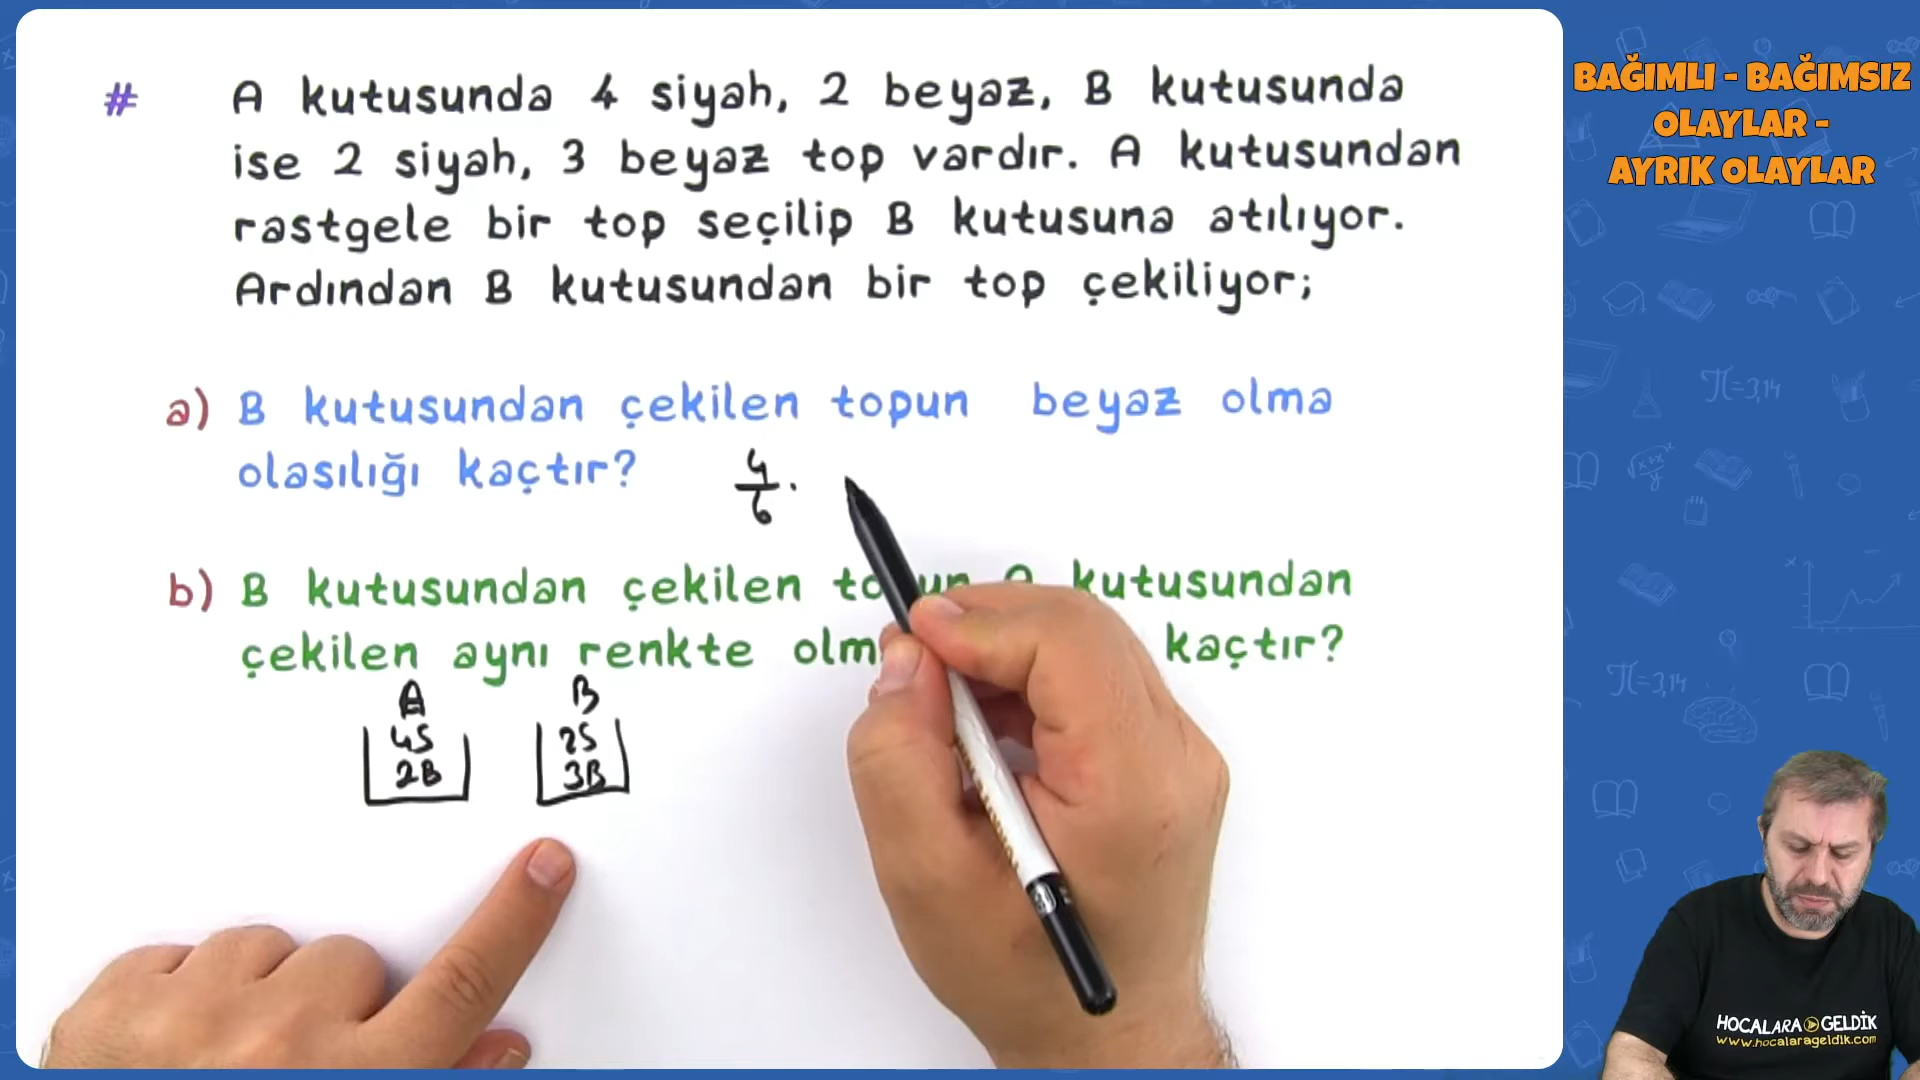 # A kutusunda 4 siyah, 2 beyaz, B kutusunda
ise 2 siyah, 3 beyaz top vardır. A kutusundan
rastgele bir top seçilip B kutusuna atılıyor.
Ardından B kutusundan bir top çekiliyor;
a) B kutusundan çekilen topun beyaz olma
olasılığı kaçtır?
4
6 .
b) B kutusundan çekilen A kutusundan
çekilen aynı renkte kaçtır?
A B
4S 2S
2B 3B
BAĞIMLI - BAĞIMSIZ
OLAYLAR -
AYRIK OLAYLAR
π=3,14
π=3,14
HOCALARA GELDİK
www.hocalarageldik.com